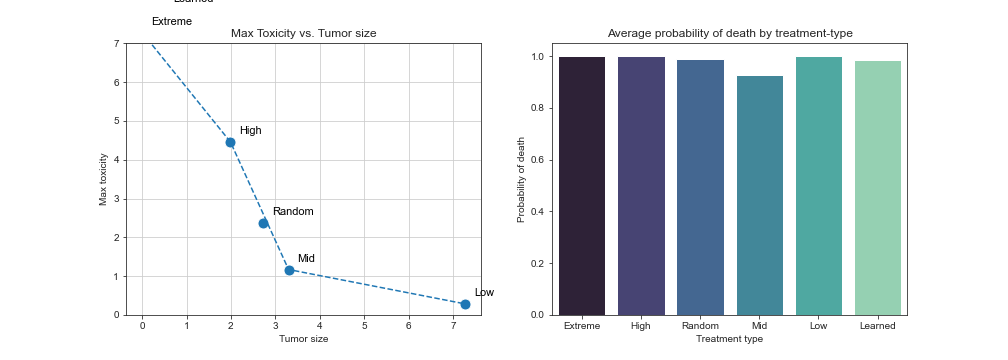 Learned
Extreme
Max Toxicity vs. Tumor size
7
6
5
4
3
2
1
0
Max toxicity
High
Random
Mid
Low
0 1 2 3 4 5 6 7
Tumor size
Average probability of death by treatment-type
1.0
0.8
0.6
0.4
0.2
0.0
Probability of death
Extreme High Random Mid Low Learned
Treatment type